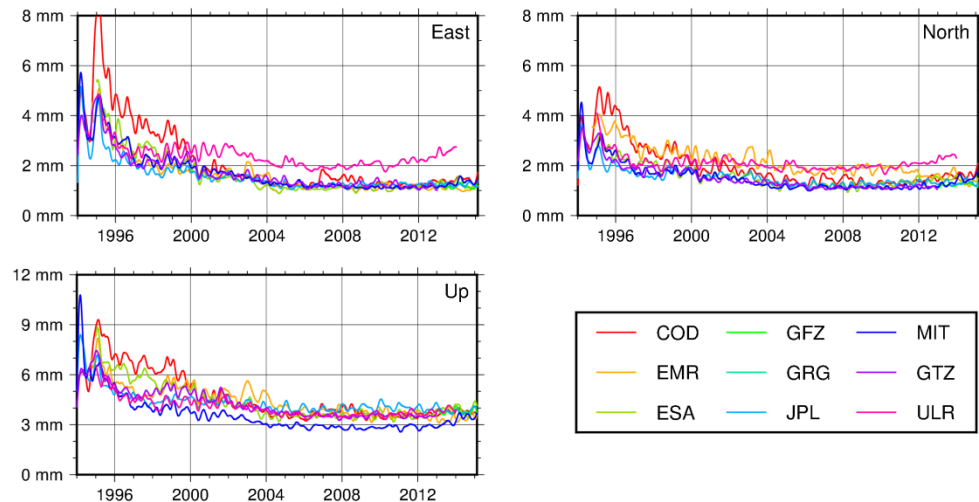 8 mm
East
6 mm
4 mm
2 mm
0 mm
1996 2000 2004 2008 2012
8 mm
North
6 mm
4 mm
2 mm
0 mm
1996 2000 2004 2008 2012
12 mm
Up
9 mm
6 mm
3 mm
0 mm
1996 2000 2004 2008 2012
COD GFZ MIT
EMR GRG GTZ
ESA JPL ULR